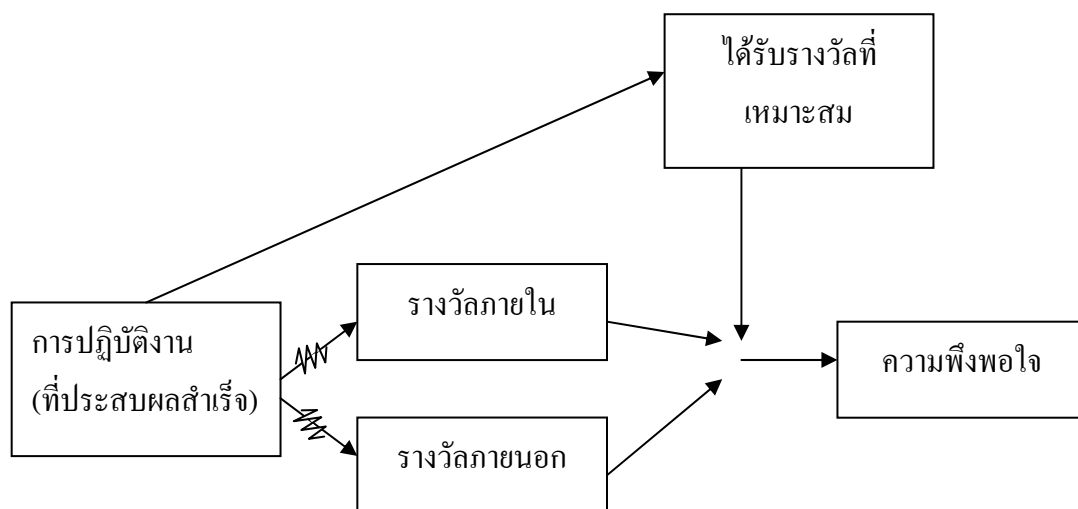 ได้รับรางวัลที่
เหมาะสม
รางวัลภายใน
การปฏิบัติงาน
(ที่ประสบผลสำเร็จ)
ความพึงพอใจ
รางวัลภายนอก